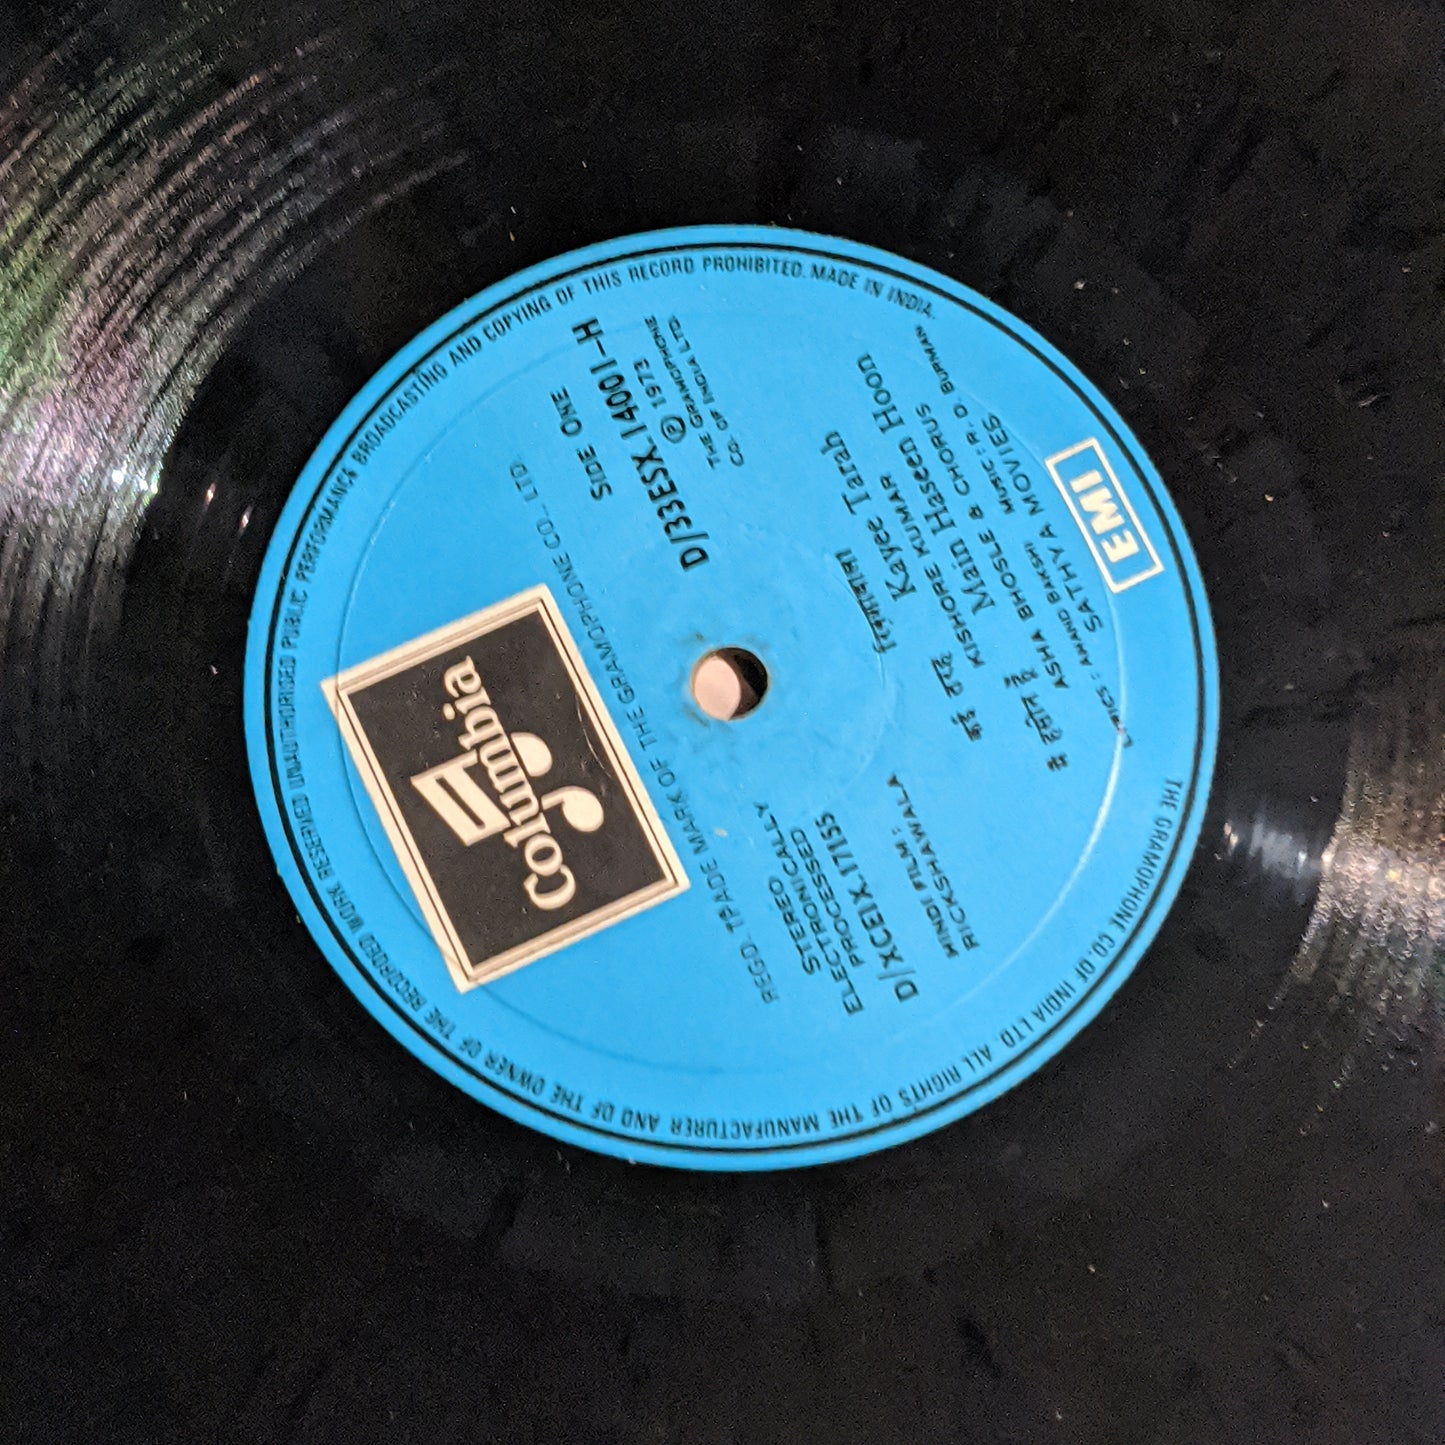 Columbia
REGD. TRADE MARK OF THE GRAMOPHONE CO., LTD.
STEREO
ELECTRONICALLY
PROCESSED
D/XCEIX.17155
SIDE ONE
D/33ESX.14001-H
Ⓟ 1973
THE GRAMOPHONE
CO. OF INDIA LTD.
HINDI FILM :
RICKSHAWALA
रिक्शावाला
Kayee Tarah
KISHORE KUMAR
Main Haseen Hoon
ASHA BHOSLE & CHORUS
LYRICS : ANAND BAKSHI MUSIC : R. D. BURMAN
SATHYA MOVIES.
EMI
THE GRAMOPHONE CO. OF INDIA LTD. ALL RIGHTS OF THE MANUFACTURER AND OF THE OWNER OF THE RECORDED WORK RESERVED UNAUTHORISED PUBLIC PERFORMANCE BROADCASTING AND COPYING OF THIS RECORD PROHIBITED. MADE IN INDIA.